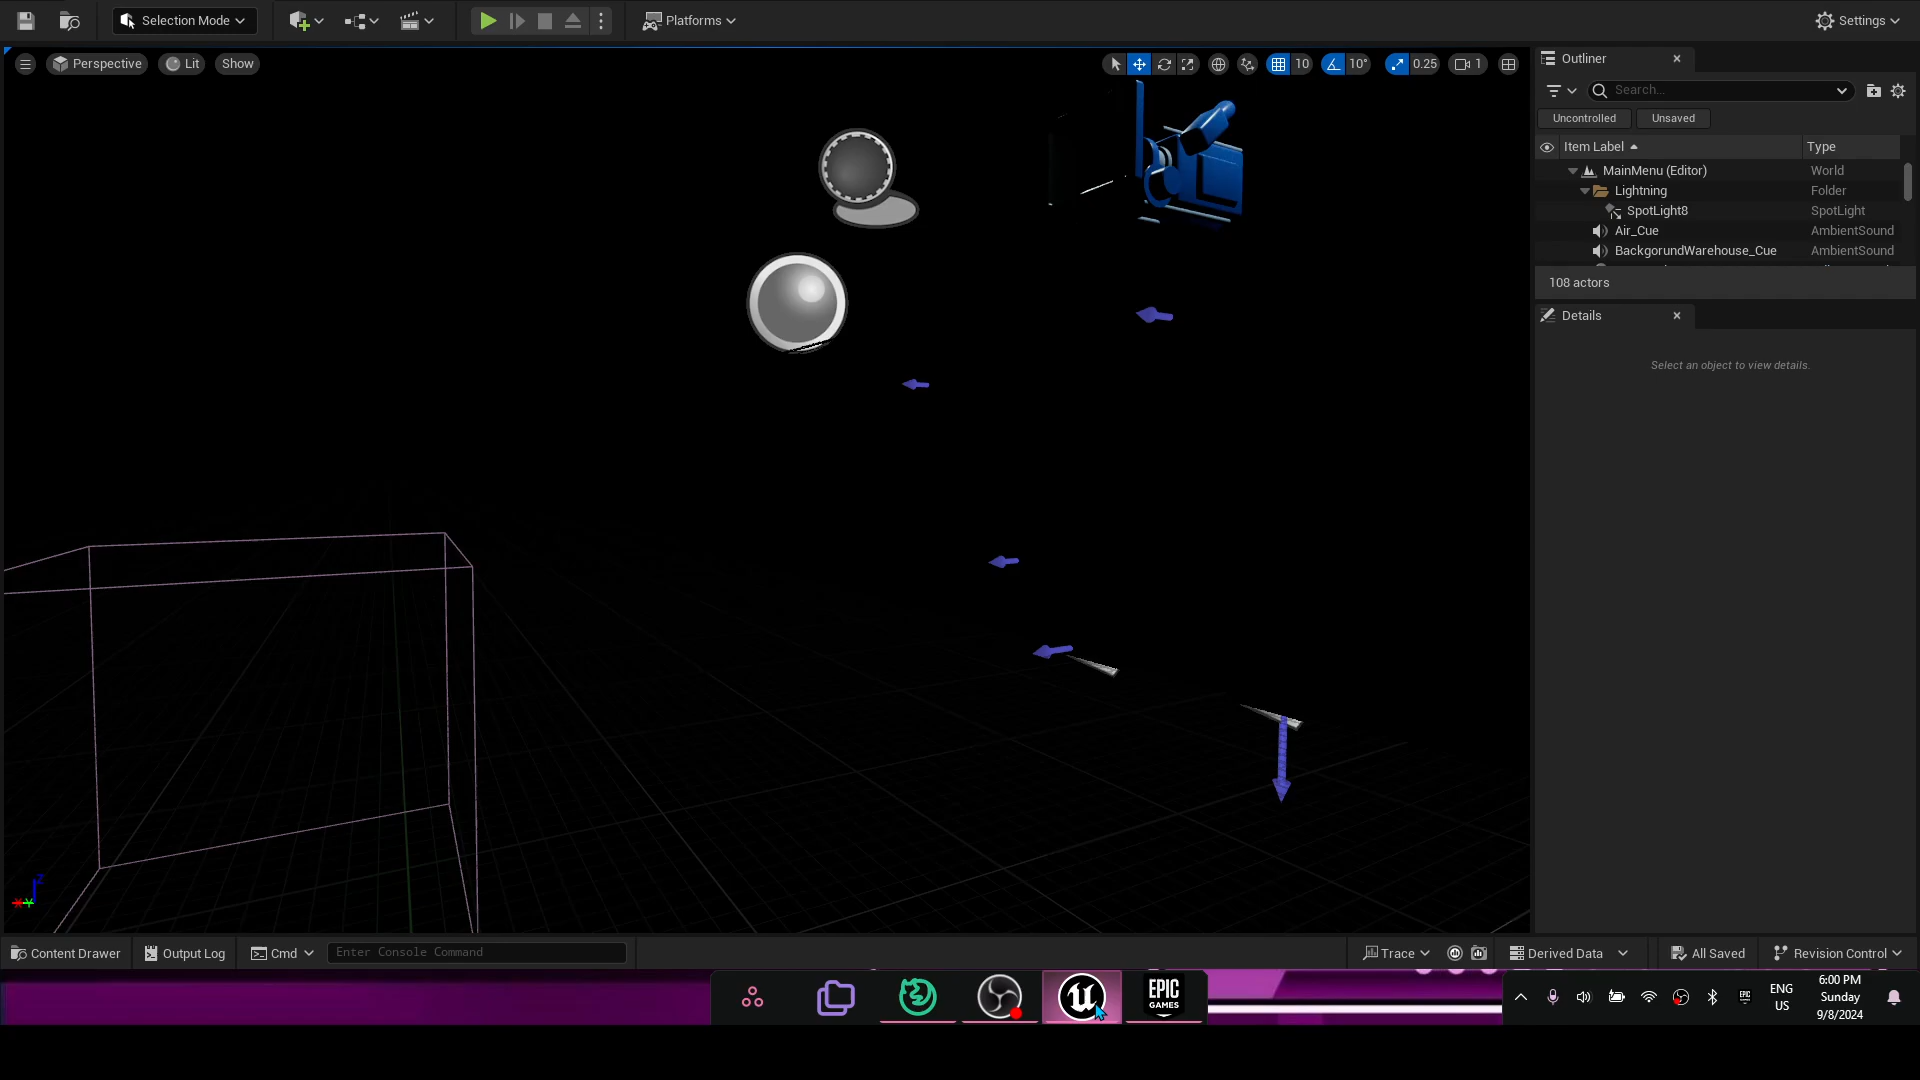 Selection Mode
Platforms
Settings
Perspective
Lit
Show
10
10°
0.25
1
Outliner
Search...
Uncontrolled
Unsaved
Item Label
Type
MainMenu (Editor)
World
Lightning
Folder
SpotLight8
SpotLight
Air_Cue
AmbientSound
BackgorundWarehouse_Cue
AmbientSound
108 actors
Details
Select an object to view details.
Z
X
Y
Content Drawer
Output Log
Cmd
Enter Console Command
Trace
Derived Data
All Saved
Revision Control
EPIC
GAMES
ENG
US
6:00 PM
Sunday
9/8/2024